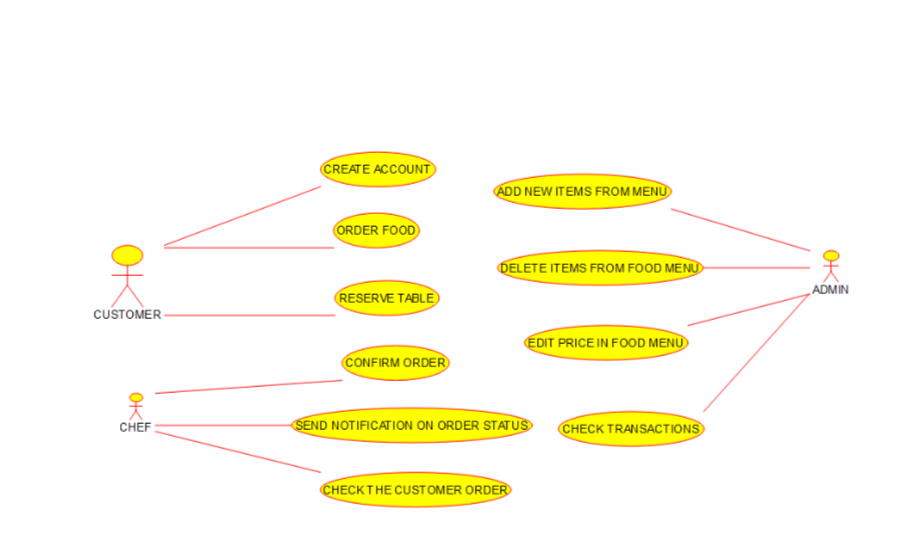 CREATE ACCOUNT
ADD NEW ITEMS FROM MENU
ORDER FOOD
DELETE ITEMS FROM FOOD MENU
ADMIN
RESERVE TABLE
CUSTOMER
EDIT PRICE IN FOOD MENU
CONFIRM ORDER
CHEF
SEND NOTIFICATION ON ORDER STATUS
CHECK TRANSACTIONS
CHECK THE CUSTOMER ORDER